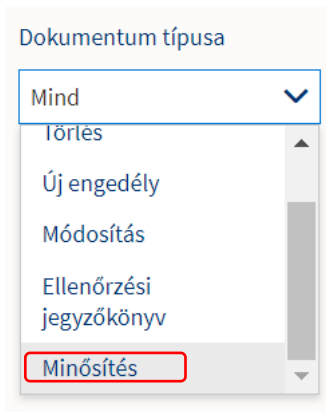 Dokumentum típusa
Mind
Törlés
Új engedély
Módosítás
Ellenőrzési
jegyzőkönyv
Minősítés